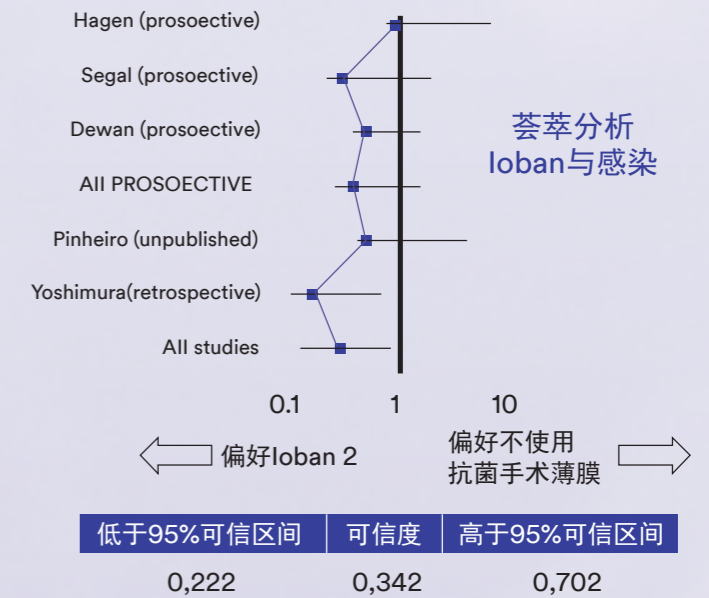 Hagen (prosoective)
Segal (prosoective)
Dewan (prosoective)
荟萃分析
Ioban与感染
All PROSOECTIVE
Pinheiro (unpublished)
Yoshimura(retrospective)
All studies
0.1 1 10
偏好Ioban 2
偏好不使用
抗菌手术薄膜
低于95%可信区间 可信度 高于95%可信区间
0,222 0,342 0,702